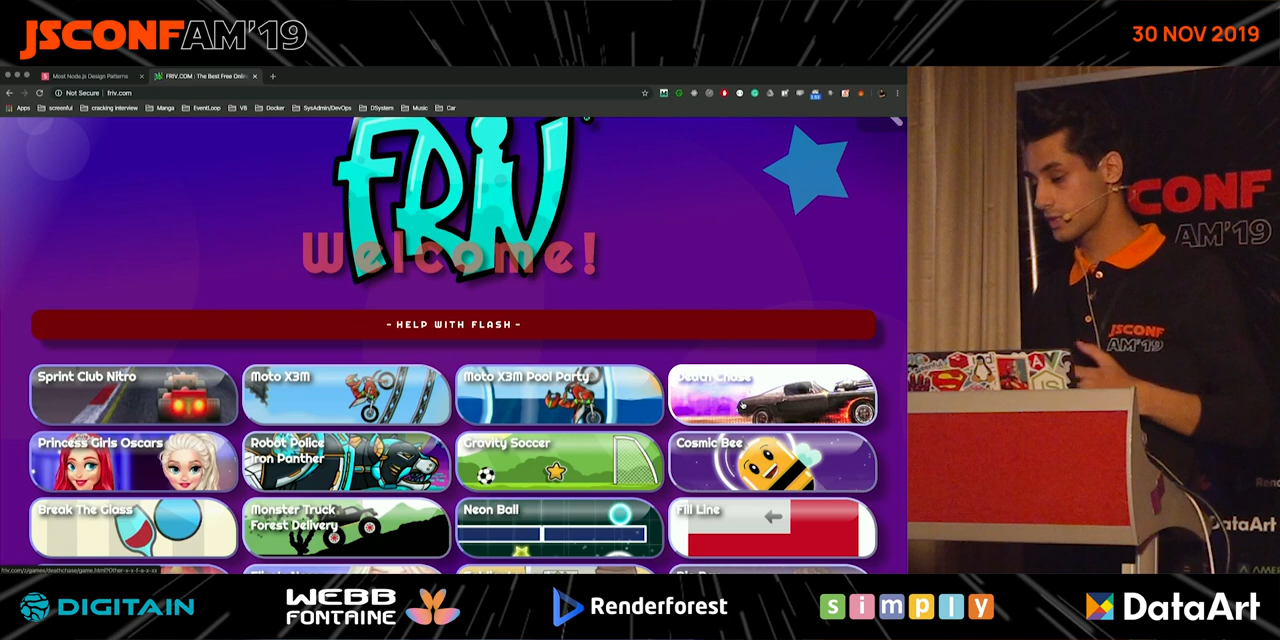 JSCONFAM'19
30 NOV 2019
Most Node.js Design Patterns
FRIV.COM : The Best Free Onlin
Not Secure | friv.com
Apps screenful cracking interview Manga EventLoop V8 Docker SysAdmin/DevOps DSystem Music Car
FRIV
Welcome!
- HELP WITH FLASH -
Sprint Club Nitro
Moto X3M
Moto X3M Pool Party
Death Chase
Princess Girls Oscars
Robot Police
Iron Panther
Gravity Soccer
Cosmic Bee
Break The Glass
Monster Truck
Forest Delivery
Neon Ball
Fill Line
CONF
AM'19
JSCONF
AM'19
DataArt
DIGITAIN
WEBB
FONTAINE
Renderforest
simply
DataArt